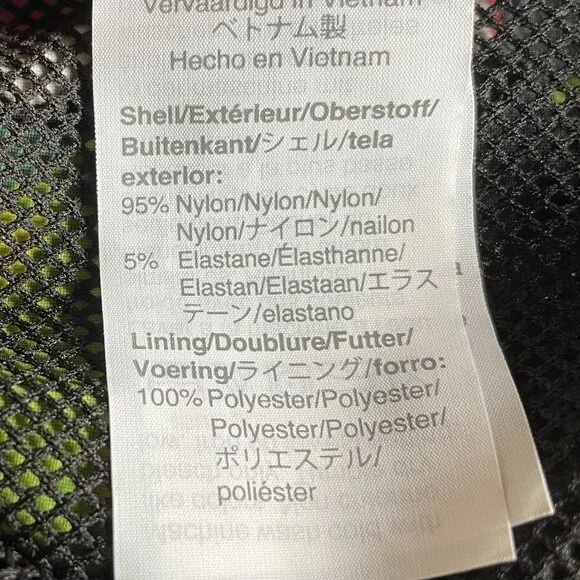 Vervaardigd in Vietnam
ベトナム製
Hecho en Vietnam
Shell/Extérieur/Oberstoff/
Buitenkant/シェル/tela
exterior:
95% Nylon/Nylon/Nylon/
Nylon/ナイロン/nailon
5% Elastane/Élasthanne/
Elastan/Elastaan/エラス
テーン/elastano
Lining/Doublure/Futter/
Voering/ライニング/forro:
100% Polyester/Polyester/
Polyester/Polyester/
ポリエステル/
poliéster